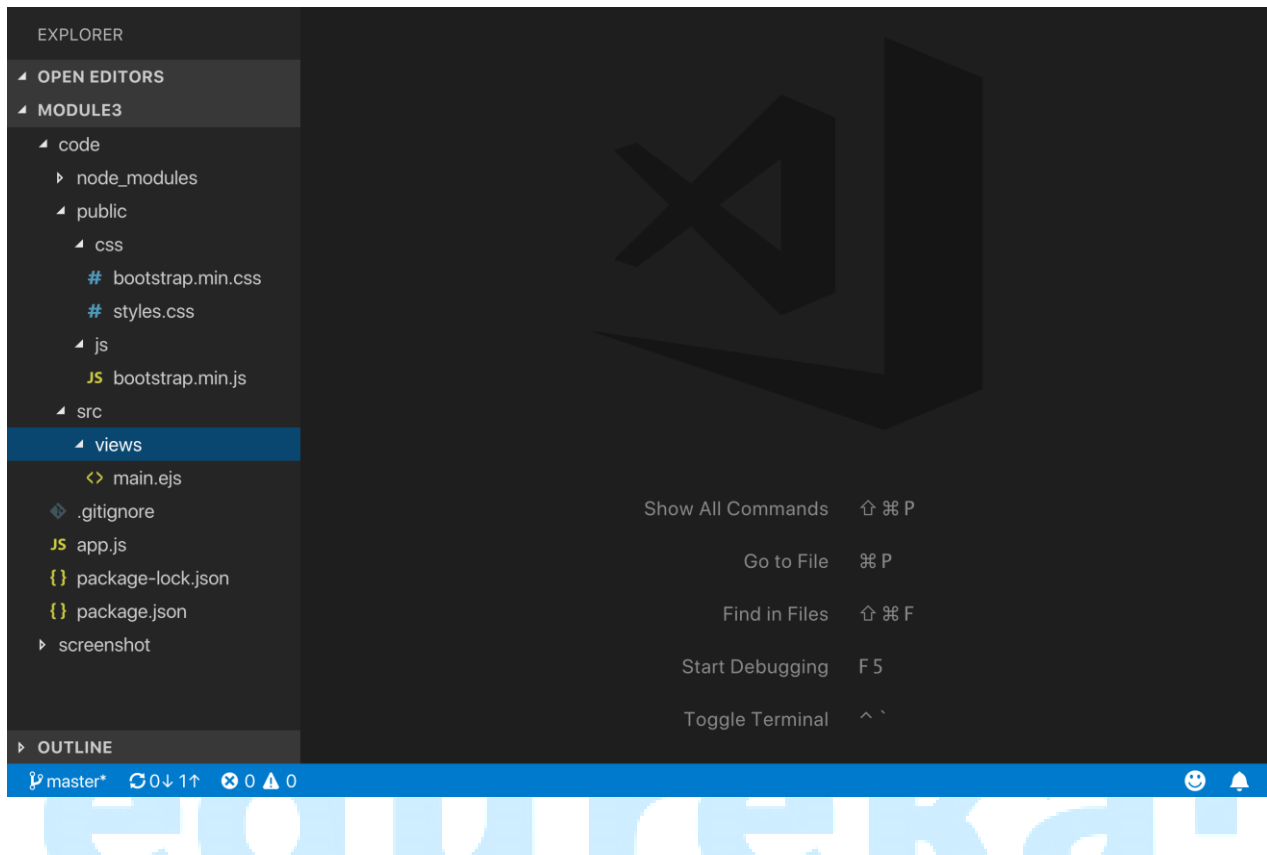 EXPLORER
OPEN EDITORS
MODULE3
code
node_modules
public
css
# bootstrap.min.css
# styles.css
js
JS bootstrap.min.js
src
views
<> main.ejs
.gitignore
JS app.js
{} package-lock.json
{} package.json
screenshot
OUTLINE
Show All Commands ⇧ ⌘ P
Go to File ⌘ P
Find in Files ⇧ ⌘ F
Start Debugging F5
Toggle Terminal ^ `
master* 0↓ 1↑ 0 0
edureka!